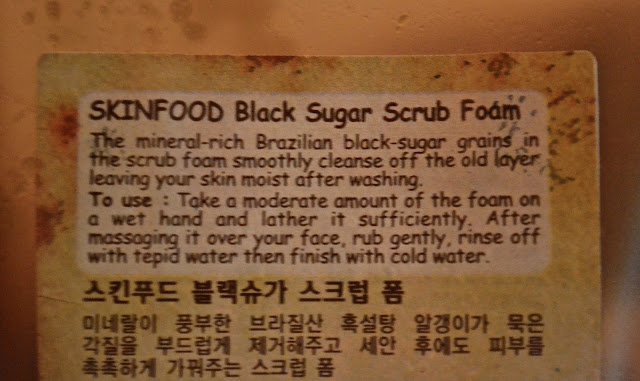 SKINFOOD Black Sugar Scrub Foam
The mineral-rich Brazilian black-sugar grains in
the scrub foam smoothly cleanse off the old layer
leaving your skin moist after washing.
To use : Take a moderate amount of the foam on
a wet hand and lather it sufficiently. After
massaging it over your face, rub gently, rinse off
with tepid water then finish with cold water.
스킨푸드 블랙슈가 스크럽 폼
미네랄이 풍부한 브라질산 흑설탕 알갱이가 묵은
각질을 부드럽게 제거해주고 세안 후에도 피부를
촉촉하게 가꿔주는 스크럽 폼